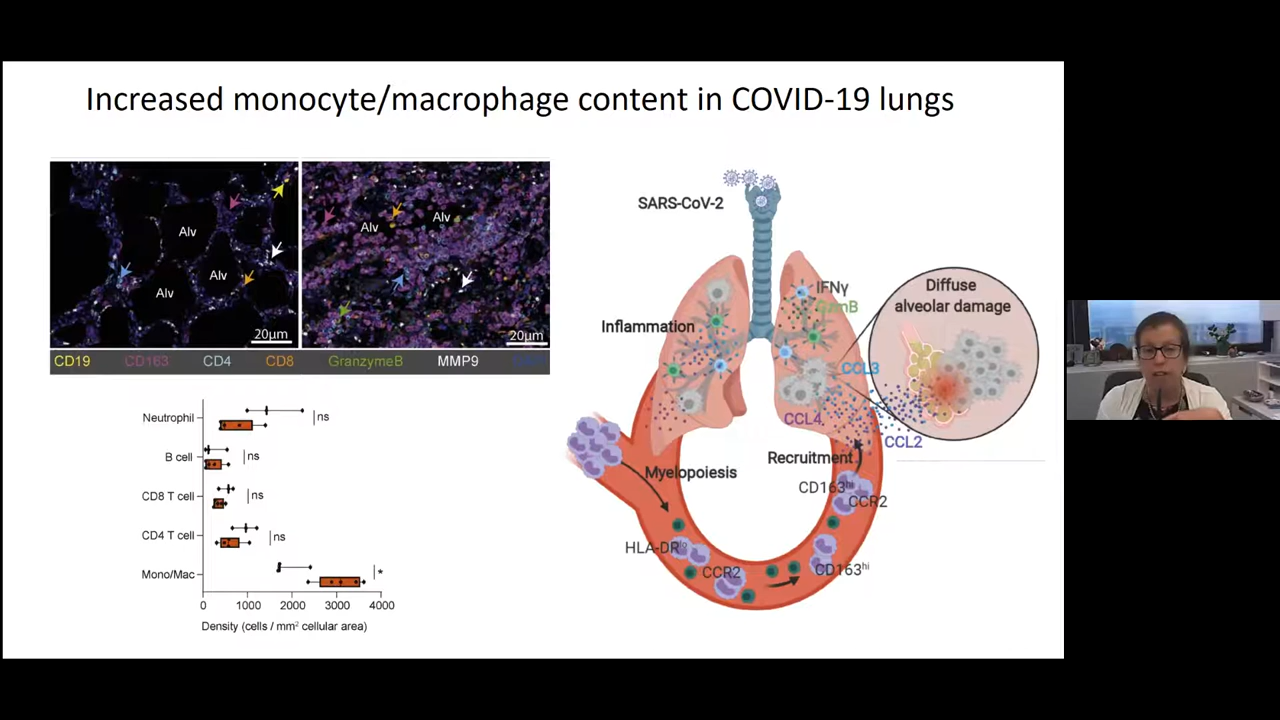 Increased monocyte/macrophage content in COVID-19 lungs
Alv
Alv
Alv
20µm
Alv
Alv
20µm
CD19 CD163 CD4 CD8 GranzymeB MMP9
Neutrophil
ns
B cell
ns
CD8 T cell
ns
CD4 T cell
ns
Mono/Mac
*
0 1000 2000 3000 4000
Density (cells / mm² cellular area)
SARS-CoV-2
Inflammation
IFNγ
GzmB
Diffuse
alveolar damage
CCL3
CCL4
CCL2
Myelopoiesis
Recruitment
CD163hi
CCR2
HLA-DRlo
CCR2
CD163hi